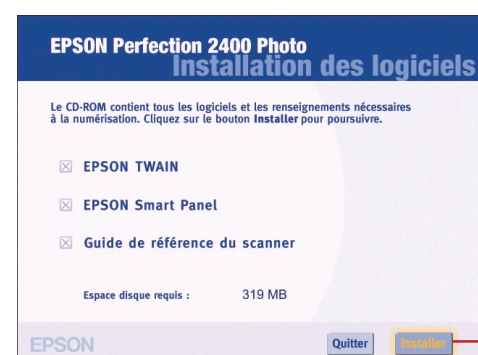 EPSON Perfection 2400 Photo
Installation des logiciels
Le CD-ROM contient tous les logiciels et les renseignements nécessaires
à la numérisation. Cliquez sur le bouton Installer pour poursuivre.
EPSON TWAIN
EPSON Smart Panel
Guide de référence du scanner
Espace disque requis : 319 MB
EPSON Quitter Installer